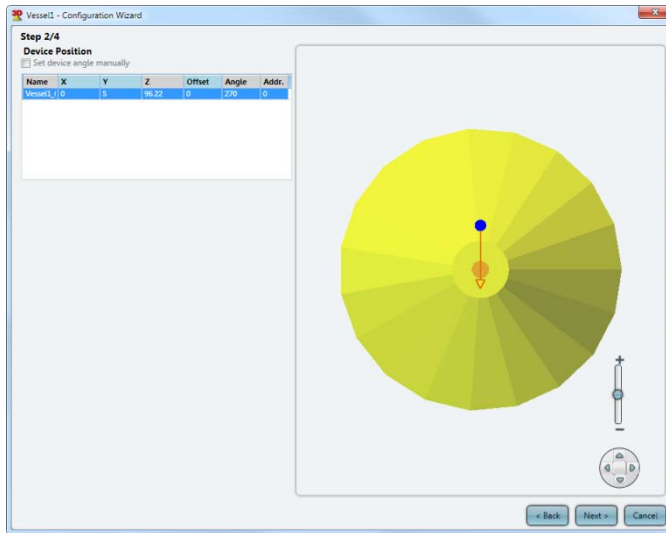 Vessel1 - Configuration Wizard
Step 2/4
Device Position
Set device angle manually
Name X Y Z Offset Angle Addr.
Vessel1_ 0 5 96.22 0 270 0
+
−
< Back Next > Cancel